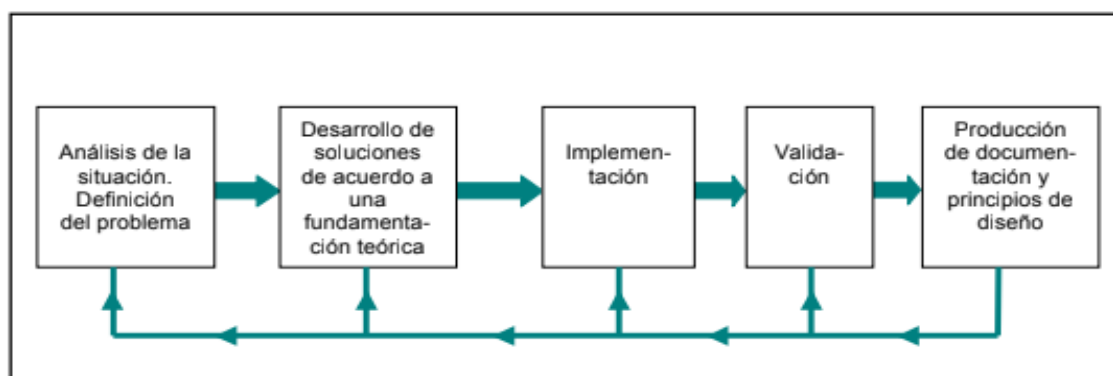 Análisis de la
situación.
Definición
del problema
Desarrollo de
soluciones
de acuerdo a
una
fundamenta-
ción teórica
Implemen-
tación
Valida-
ción
Producción
de documen-
tación y
principios de
diseño